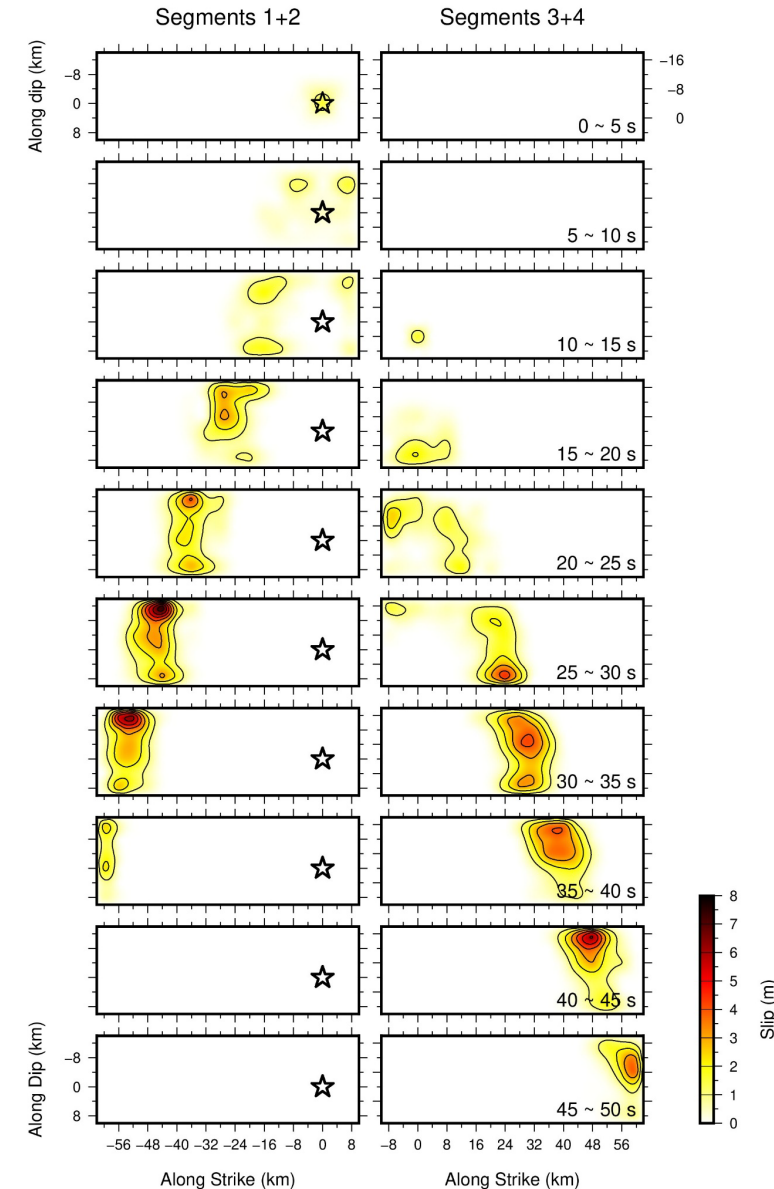 Segments 1+2 Segments 3+4
Along dip (km)
−8
0
8
−16
−8
0
0 ~ 5 s
5 ~ 10 s
10 ~ 15 s
15 ~ 20 s
20 ~ 25 s
25 ~ 30 s
30 ~ 35 s
35 ~ 40 s
40 ~ 45 s
45 ~ 50 s
Along Dip (km)
−8
0
8
−56 −48 −40 −32 −24 −16 −8 0 8
−8 0 8 16 24 32 40 48 56
Along Strike (km) Along Strike (km)
8
7
6
5
4
3
2
1
0
Slip (m)